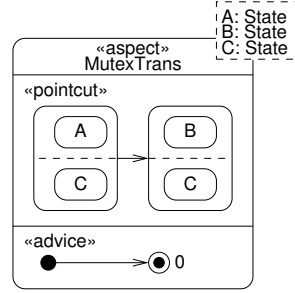 A: State
B: State
C: State
«aspect»
MutexTrans
«pointcut»
A
B
C
C
«advice»
0